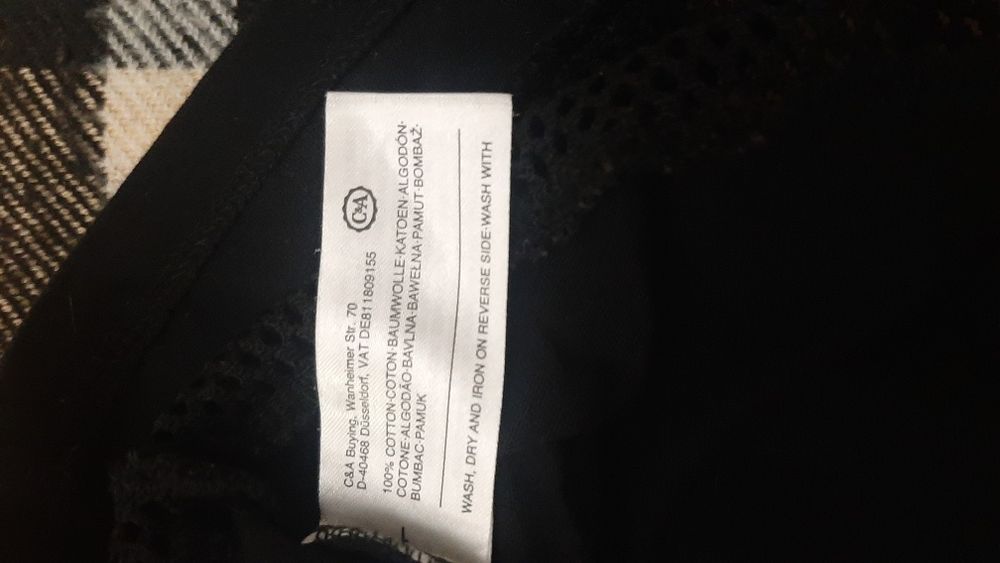 C&A Buying, Wanheimer Str. 70
D-40468 Düsseldorf, VAT DE811809155
C&A
100% COTTON·COTON·BAUMWOLLE·KATOEN·ALGODÓN·
COTONE·ALGODÃO·BAVLNA·BAWEŁNA·PAMUT·BOMBAŽ·
BUMBAC·PAMUK
WASH, DRY AND IRON ON REVERSE SIDE·WASH WITH